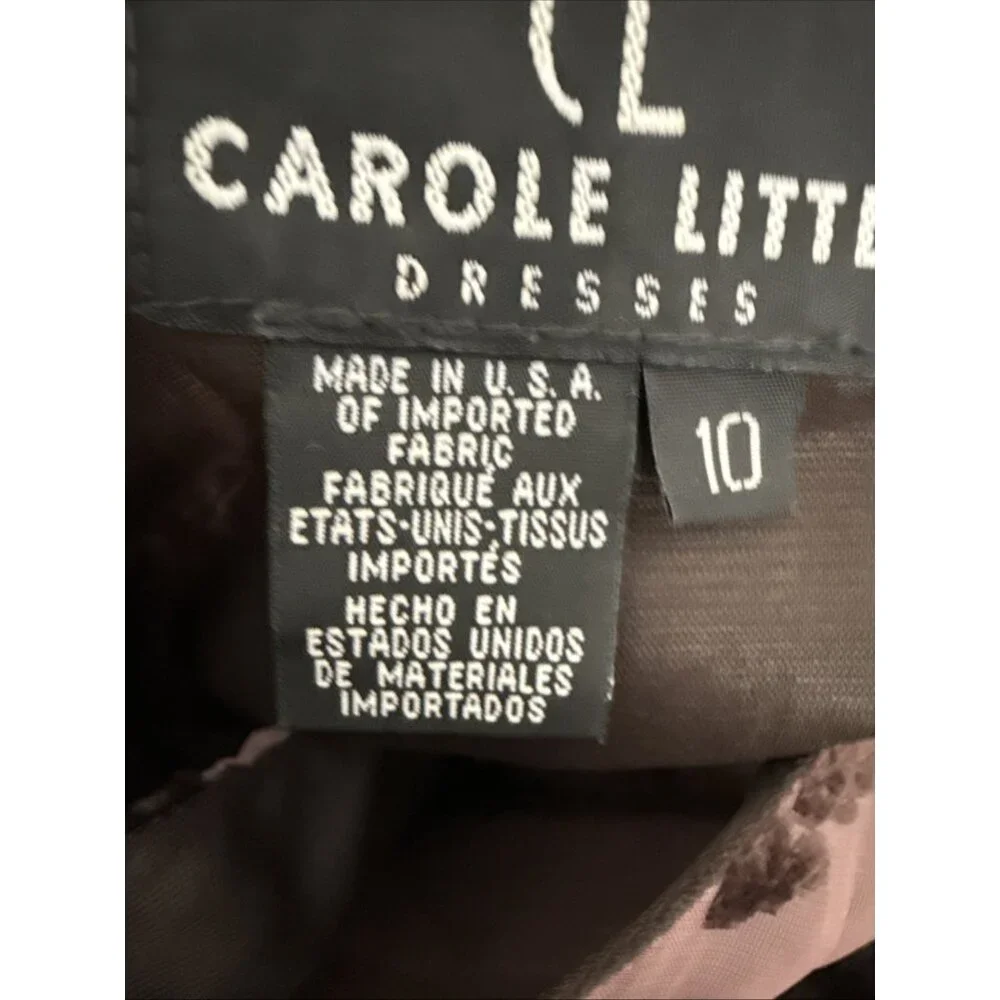 CL
CAROLE LITTL
DRESSES
MADE IN U.S.A.
OF IMPORTED
FABRIC
FABRIQUÉ AUX
ETATS-UNIS-TISSUS
IMPORTÉS
HECHO EN
ESTADOS UNIDOS
DE MATERIALES
IMPORTADOS
10